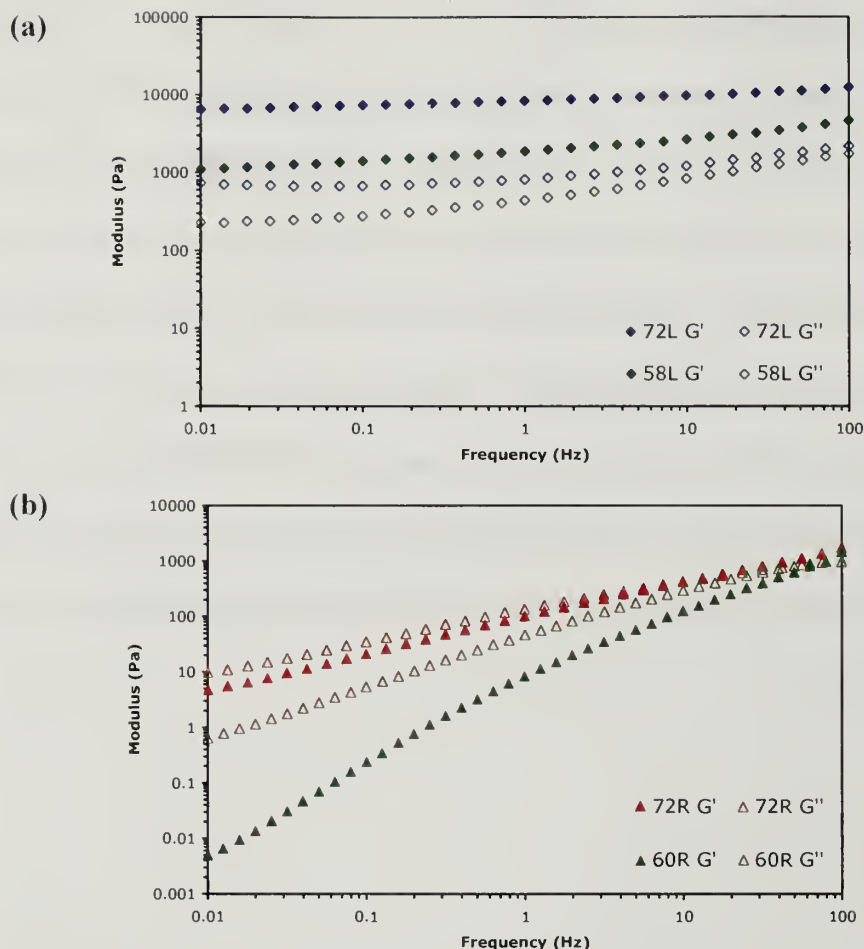 (a)
100000
10000
1000
100
10
1
Modulus (Pa)
72L G' 72L G''
58L G' 58L G''
0.01 0.1 1 10 100
Frequency (Hz)
(b)
10000
1000
100
10
1
0.1
0.01
0.001
Modulus (Pa)
72R G' 72R G''
60R G' 60R G''
0.01 0.1 1 10 100
Frequency (Hz)